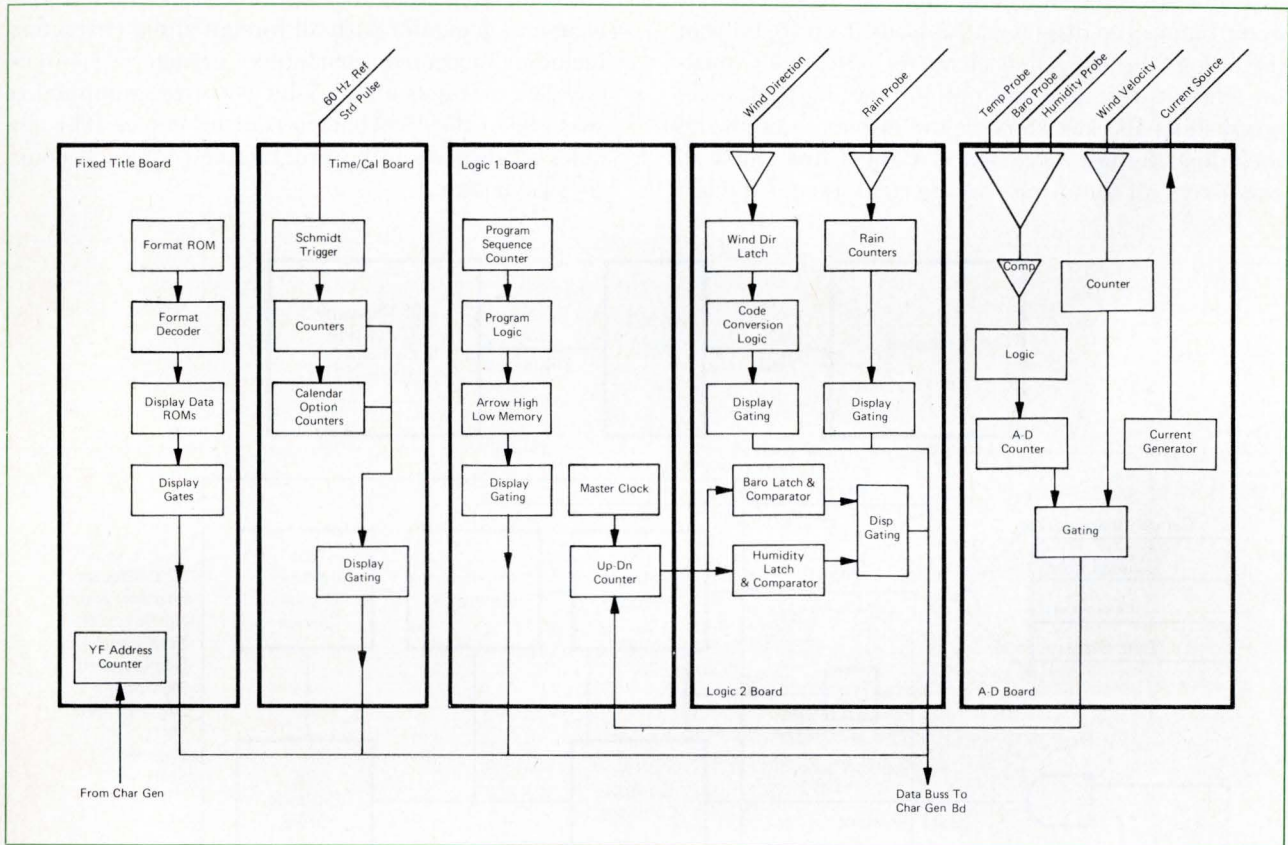 60 Hz Ref
Std Pulse
Wind Direction
Rain Probe
Temp Probe
Baro Probe
Humidity Probe
Wind Velocity
Current Source
Fixed Title Board
Format ROM
Format
Decoder
Display Data
ROMs
Display
Gates
YF Address
Counter
From Char Gen
Time/Cal Board
Schmidt
Trigger
Counters
Calendar
Option
Counters
Display
Gating
Logic 1 Board
Program
Sequence
Counter
Program
Logic
Arrow High
Low Memory
Display
Gating
Master Clock
Up-Dn
Counter
Wind Dir
Latch
Code
Conversion
Logic
Display
Gating
Rain
Counters
Display
Gating
Baro Latch &
Comparator
Humidity
Latch
& Comparator
Disp
Gating
Logic 2 Board
Comp
Logic
A-D
Counter
Counter
Current
Generator
Gating
A-D Board
Data Buss To
Char Gen Bd